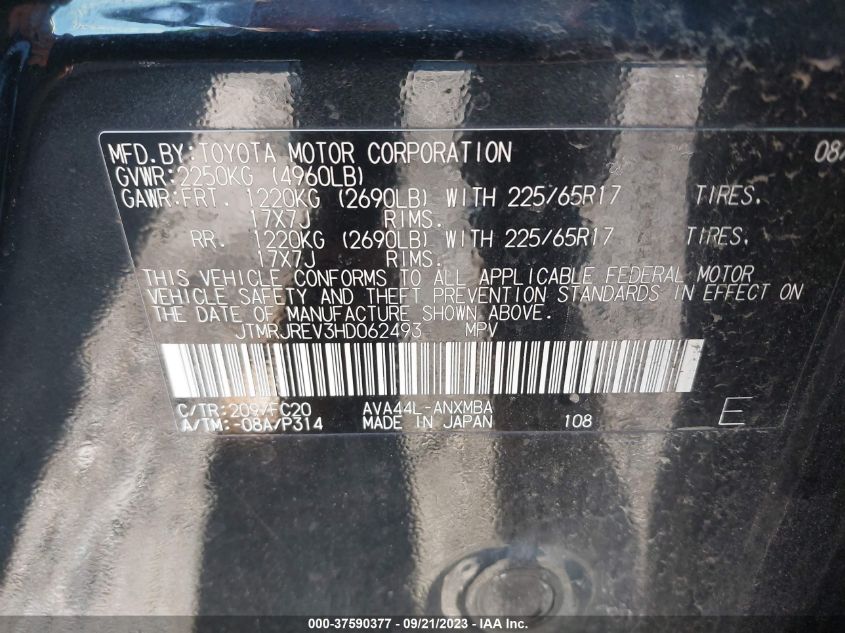 MFD.BY:TOYOTA MOTOR CORPORATION 08/
GVWR:2250KG (4960LB)
GAWR:FRT. 1220KG (2690LB) WITH 225/65R17 TIRES.
17X7J RIMS.
RR. 1220KG (2690LB) WITH 225/65R17 TIRES.
17X7J RIMS.
THIS VEHICLE CONFORMS TO ALL APPLICABLE FEDERAL MOTOR
VEHICLE SAFETY AND THEFT PREVENTION STANDARDS IN EFFECT ON
THE DATE OF MANUFACTURE SHOWN ABOVE.
JTMRJREV3HD062493 MPV
C/TR:209/FC20 AVA44L-ANXMBA
A/TM:-08A/P314 MADE IN JAPAN 108 E
000-37590377 - 09/21/2023 - IAA Inc.